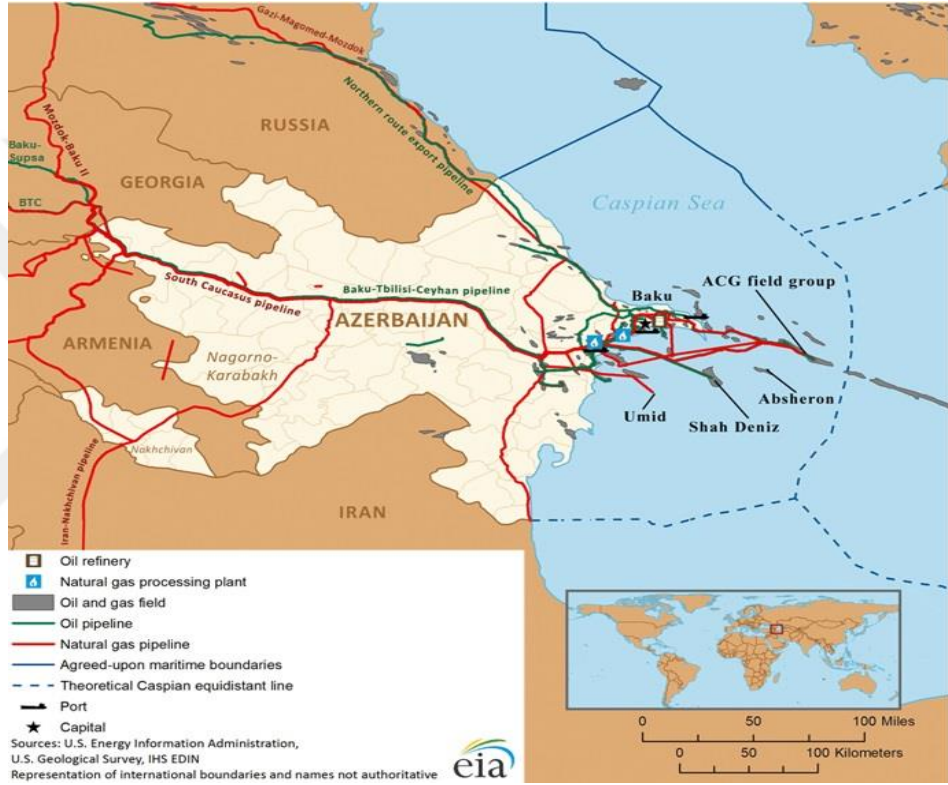 Gazi-Magomed-Mozdok
Northern route export pipeline
RUSSIA
Mozdok-Baku II
Baku-
Supsa
GEORGIA
BTC
Caspian Sea
South Caucasus pipeline
Baku-Tbilisi-Ceyhan pipeline
Baku
ACG field group
AZERBAIJAN
ARMENIA
Nagorno-
Karabakh
Umid
Absheron
Shah Deniz
Nakhchivan
Iran-Nakhchivan pipeline
IRAN
Oil refinery
Natural gas processing plant
Oil and gas field
Oil pipeline
Natural gas pipeline
Agreed-upon maritime boundaries
Theoretical Caspian equidistant line
Port
Capital
Sources: U.S. Energy Information Administration,
U.S. Geological Survey, IHS EDIN
Representation of international boundaries and names not authoritative
eia
0 50 100 Miles
0 50 100 Kilometers